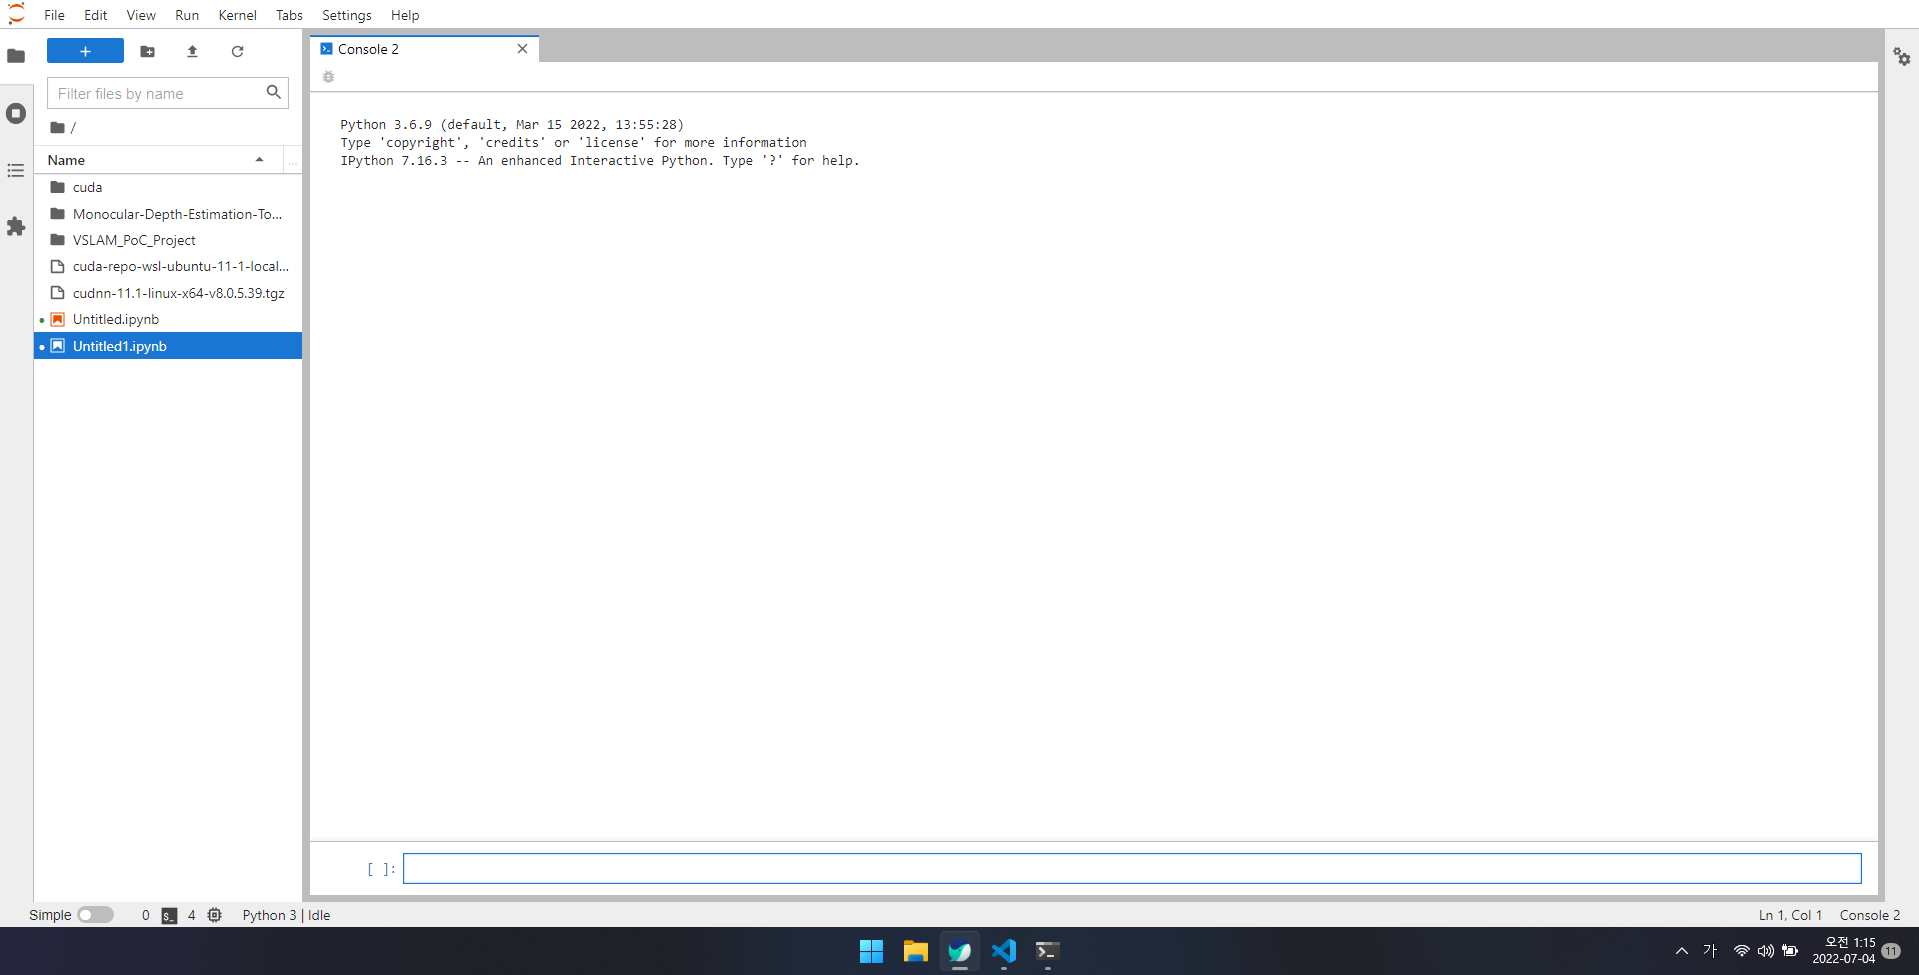 File Edit View Run Kernel Tabs Settings Help
+
Console 2
Filter files by name
/
Name
...
cuda
Monocular-Depth-Estimation-To...
VSLAM_PoC_Project
cuda-repo-wsl-ubuntu-11-1-local...
cudnn-11.1-linux-x64-v8.0.5.39.tgz
Untitled.ipynb
Untitled1.ipynb
Python 3.6.9 (default, Mar 15 2022, 13:55:28)
Type 'copyright', 'credits' or 'license' for more information
IPython 7.16.3 -- An enhanced Interactive Python. Type '?' for help.
[ ]:
Simple 0 $_ 4 Python 3 | Idle
Ln 1, Col 1 Console 2
가
오전 1:15
2022-07-04
11